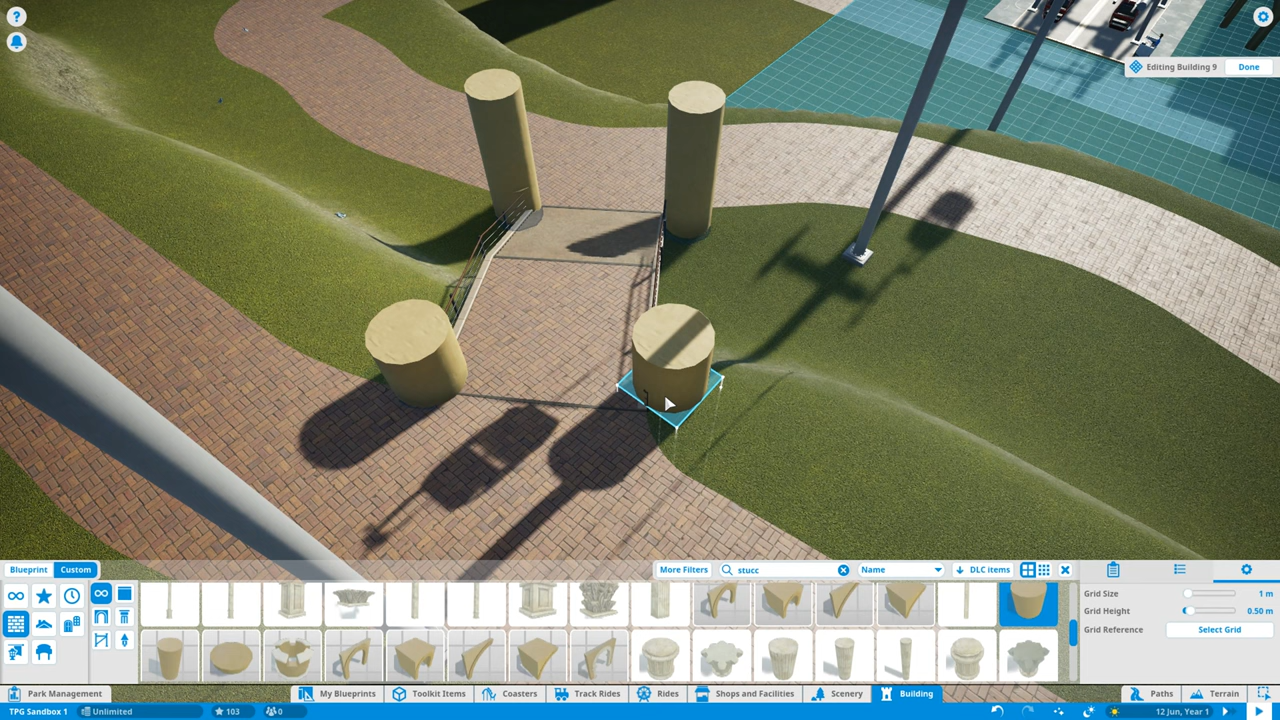 ?
Editing Building 9 Done
Blueprint Custom More Filters stucc Name DLC items
Grid Size 1 m
Grid Height 0.50 m
Grid Reference Select Grid
Park Management My Blueprints Toolkit Items Coasters Track Rides Rides Shops and Facilities Scenery Building Paths Terrain
TPG Sandbox 1 Unlimited 103 0 12 Jun, Year 1